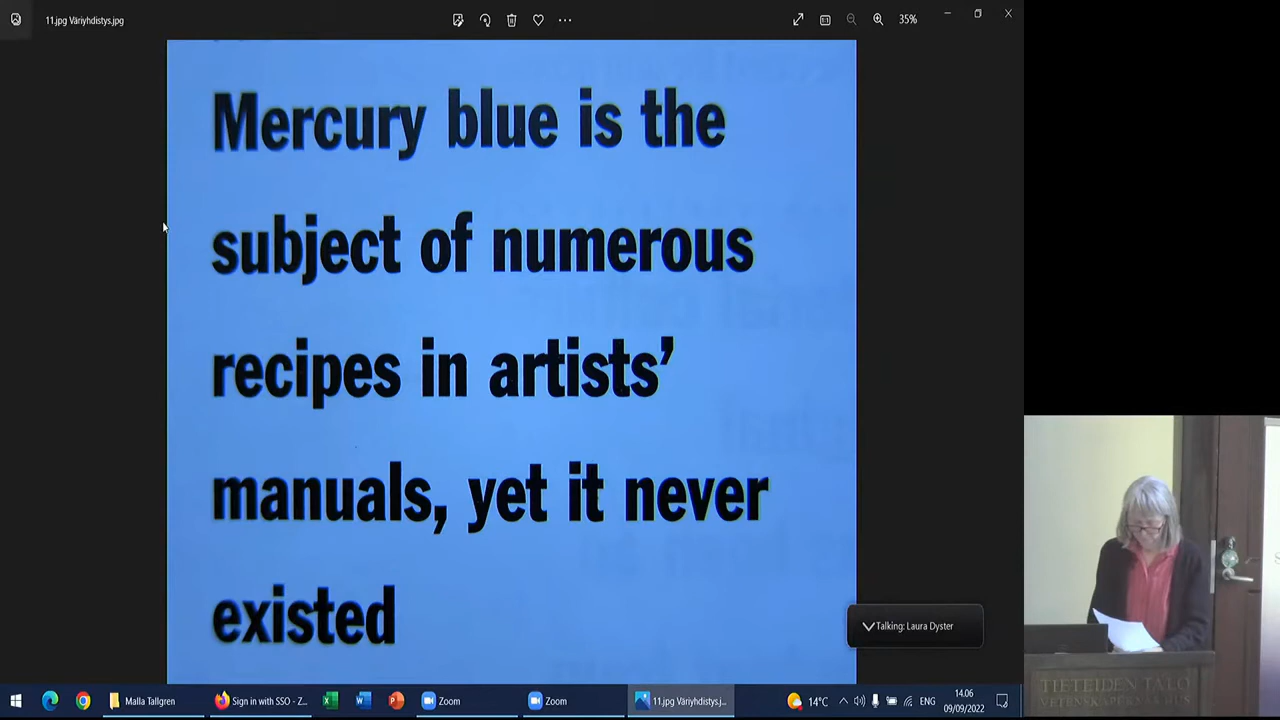 11.jpg Väriyhdistys.jpg
35%
Mercury blue is the
subject of numerous
recipes in artists’
manuals, yet it never
existed
Talking: Laura Dyster
TIETEIDEN TALO
Malla Tallgren
Sign in with SSO - Z...
Zoom
Zoom
11.jpg Väriyhdistys.j...
14°C
ENG
14.06
09/09/2022